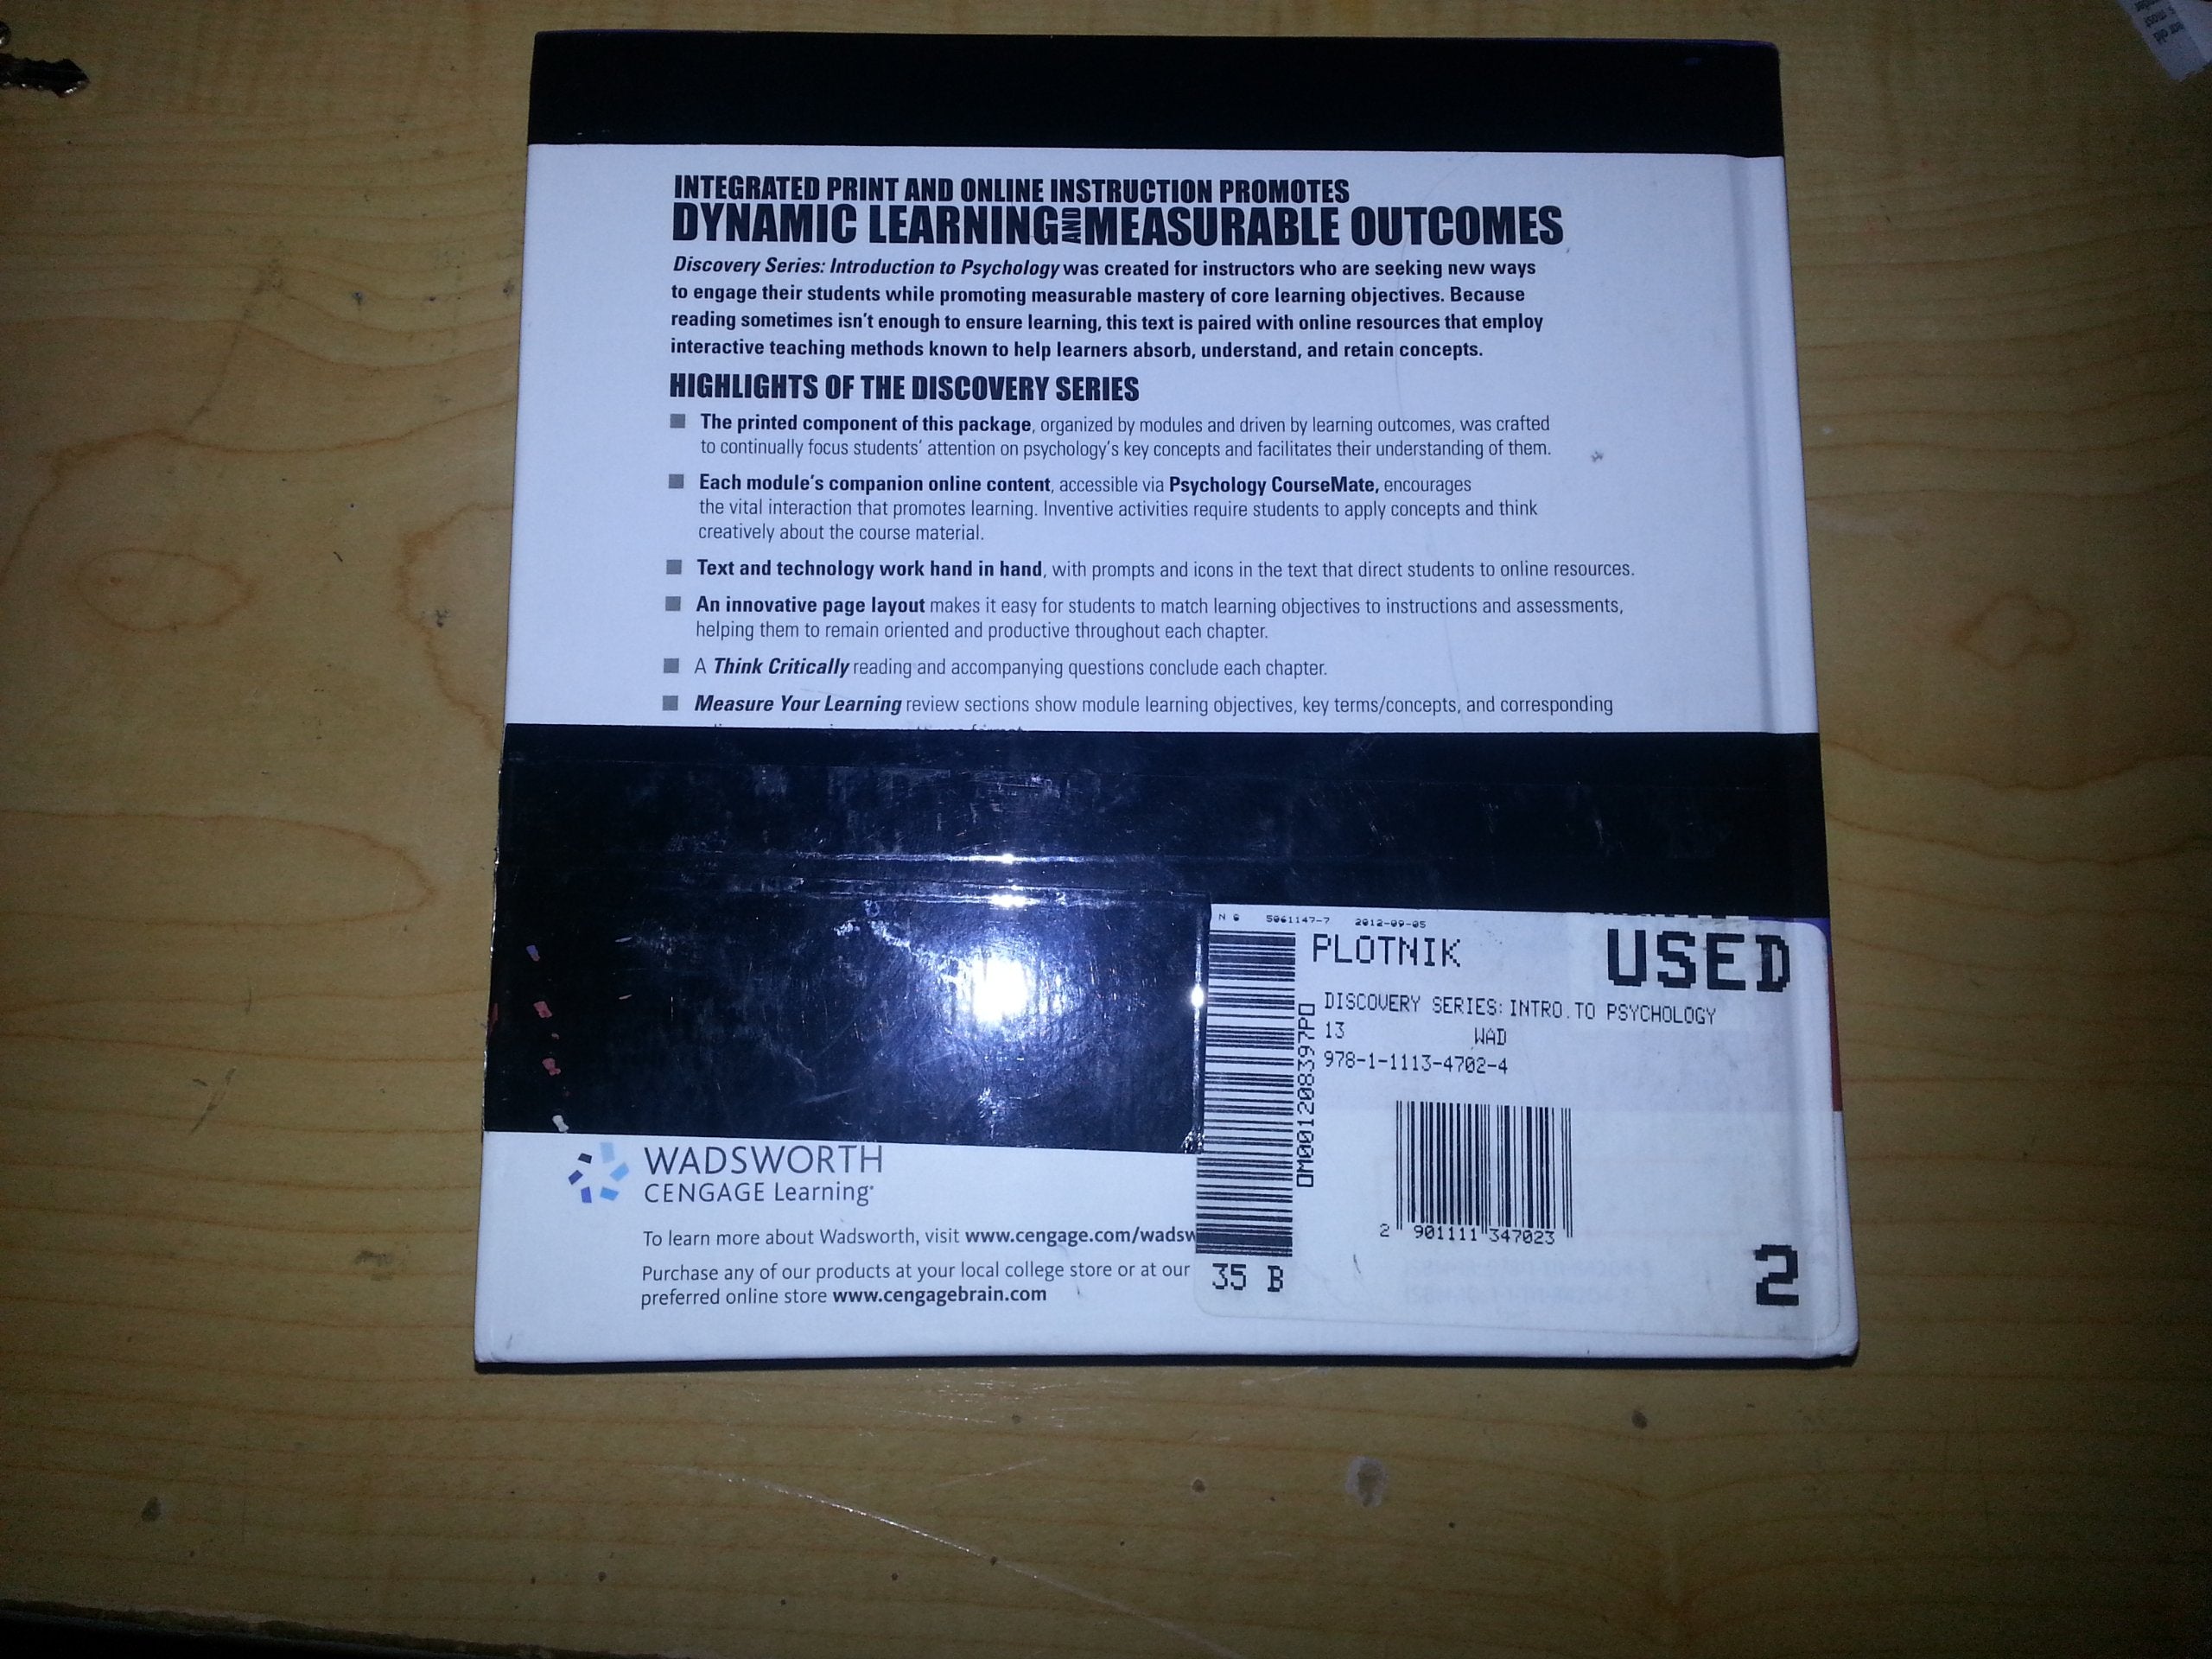 INTEGRATED PRINT AND ONLINE INSTRUCTION PROMOTES
DYNAMIC LEARNING AND MEASURABLE OUTCOMES
Discovery Series: Introduction to Psychology was created for instructors who are seeking new ways
to engage their students while promoting measurable mastery of core learning objectives. Because
reading sometimes isn't enough to ensure learning, this text is paired with online resources that employ
interactive teaching methods known to help learners absorb, understand, and retain concepts.
HIGHLIGHTS OF THE DISCOVERY SERIES
The printed component of this package, organized by modules and driven by learning outcomes, was crafted
to continually focus students' attention on psychology's key concepts and facilitates their understanding of them.
Each module's companion online content, accessible via Psychology CourseMate, encourages
the vital interaction that promotes learning. Inventive activities require students to apply concepts and think
creatively about the course material.
Text and technology work hand in hand, with prompts and icons in the text that direct students to online resources.
An innovative page layout makes it easy for students to match learning objectives to instructions and assessments,
helping them to remain oriented and productive throughout each chapter.
A Think Critically reading and accompanying questions conclude each chapter.
Measure Your Learning review sections show module learning objectives, key terms/concepts, and corresponding
N G 5061147-7 2012-09-05
PLOTNIK
USED
DISCOVERY SERIES: INTRO. TO PSYCHOLOGY
13 WAD
978-1-1113-4702-4
0M001208397PO
2 901111 347023
35 B
2
WADSWORTH
CENGAGE Learning
To learn more about Wadsworth, visit www.cengage.com/wadsw
Purchase any of our products at your local college store or at our
preferred online store www.cengagebrain.com